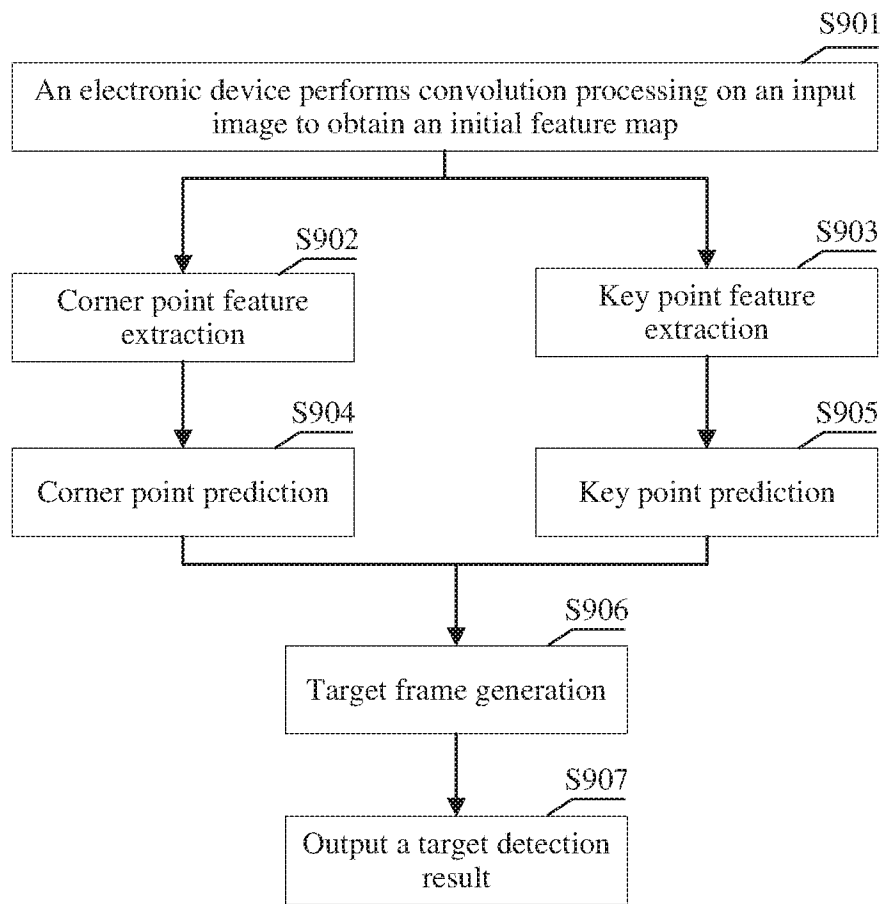 S901
An electronic device performs convolution processing on an input
image to obtain an initial feature map
S902
S903
Corner point feature
extraction
Key point feature
extraction
S904
S905
Corner point prediction
Key point prediction
S906
Target frame generation
S907
Output a target detection
result